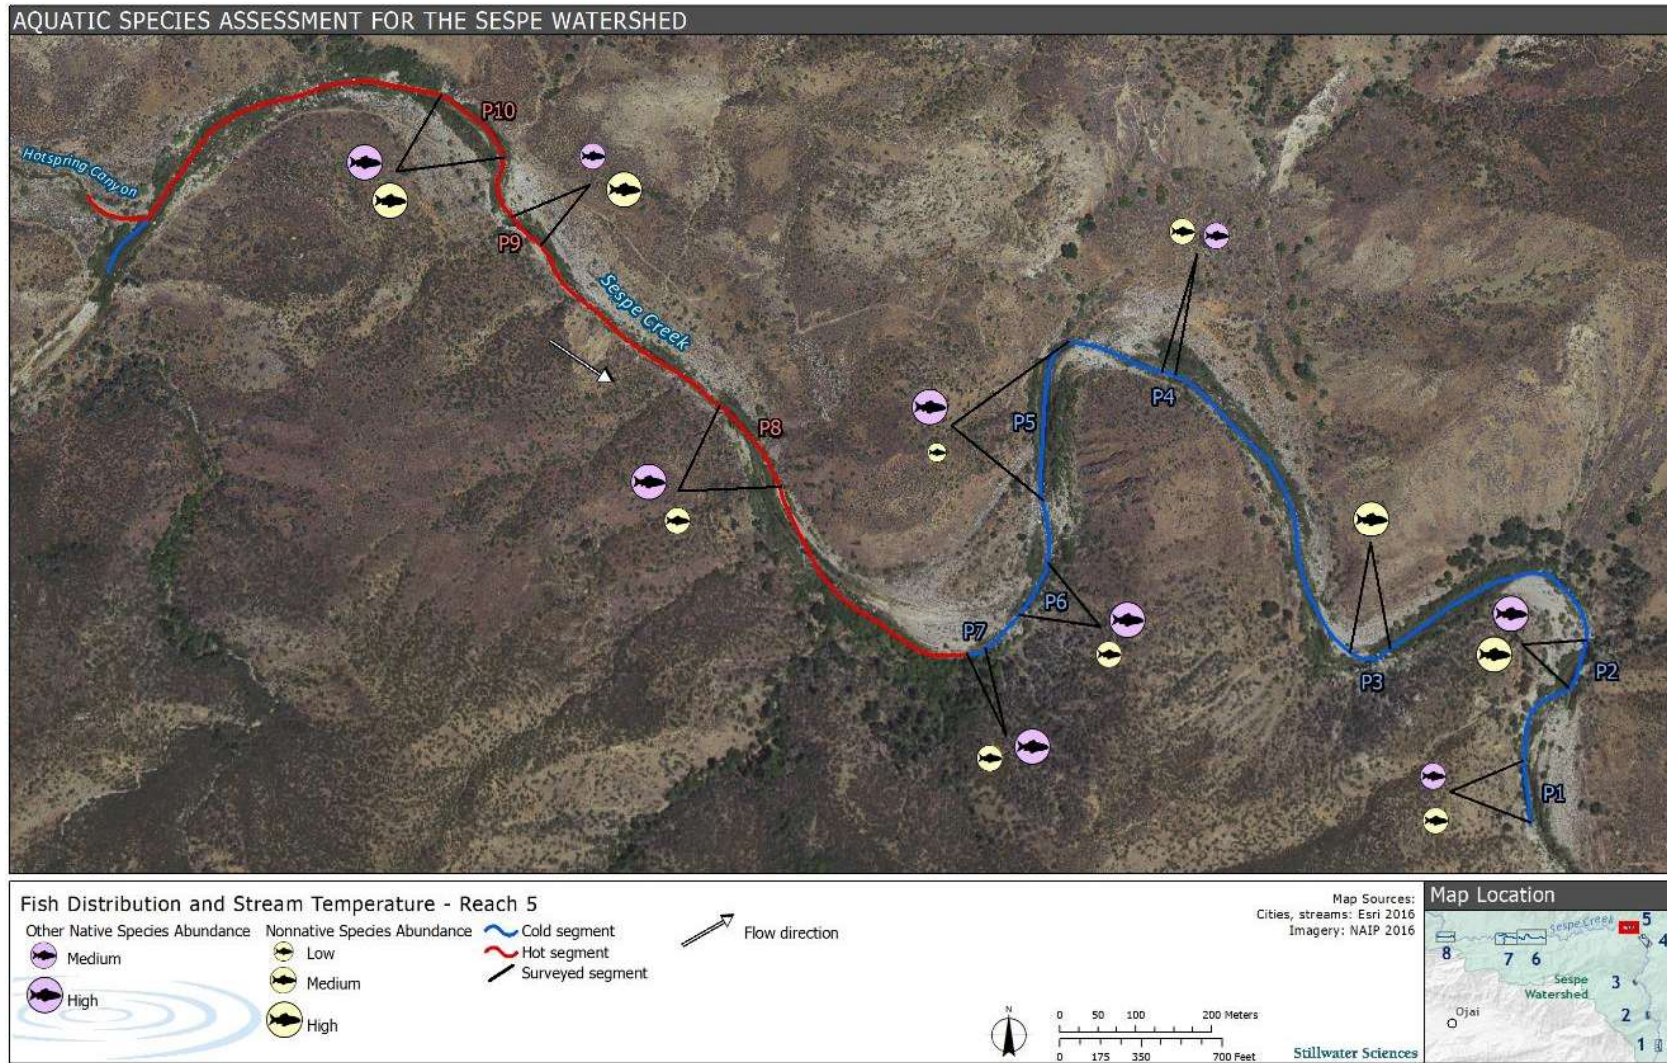 AQUATIC SPECIES ASSESSMENT FOR THE SESPE WATERSHED
P10
Hotspring Canyon
P9
Sespe Creek
P8
P7
P6
P5
P4
P3
P2
P1
Fish Distribution and Stream Temperature - Reach 5
Other Native Species Abundance
Medium
High
Nonnative Species Abundance
Low
Medium
High
Cold segment
Hot segment
Surveyed segment
Flow direction
Map Sources:
Cities, streams: Esri 2016
Imagery: NAIP 2016
N
0 50 100 200 Meters
0 175 350 700 Feet
Stillwater Sciences
Map Location
Sespe Creek
5
4
8
7
6
Sespe
Watershed
3
Ojai
2
1